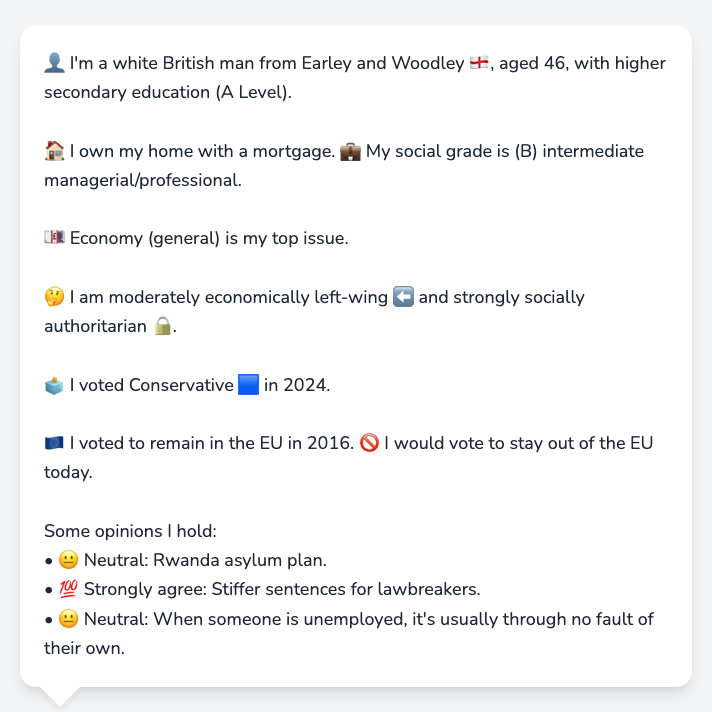 👤 I'm a white British man from Earley and Woodley 🏴󠁧󠁢󠁥󠁮󠁧󠁿, aged 46, with higher
secondary education (A Level).
🏠 I own my home with a mortgage. 💼 My social grade is (B) intermediate
managerial/professional.
💷 Economy (general) is my top issue.
🤔 I am moderately economically left-wing ⬅️ and strongly socially
authoritarian 🔒.
🗳️ I voted Conservative 🟦 in 2024.
🇪🇺 I voted to remain in the EU in 2016. 🚫 I would vote to stay out of the EU
today.
Some opinions I hold:
• 😐 Neutral: Rwanda asylum plan.
• 💯 Strongly agree: Stiffer sentences for lawbreakers.
• 😐 Neutral: When someone is unemployed, it's usually through no fault of
their own.